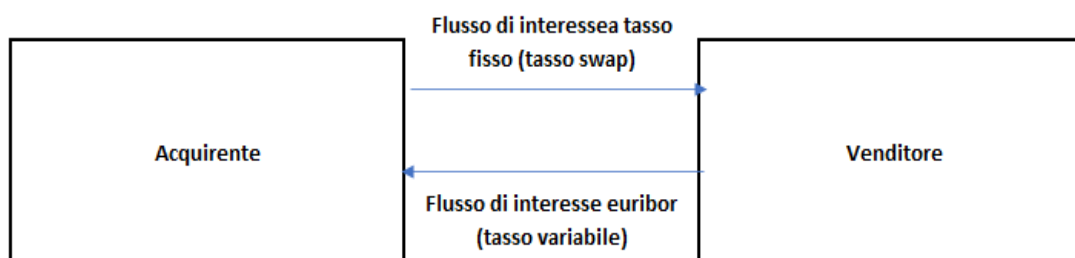 Flusso di interessea tasso
fisso (tasso swap)
Acquirente
Venditore
Flusso di interesse euribor
(tasso variabile)